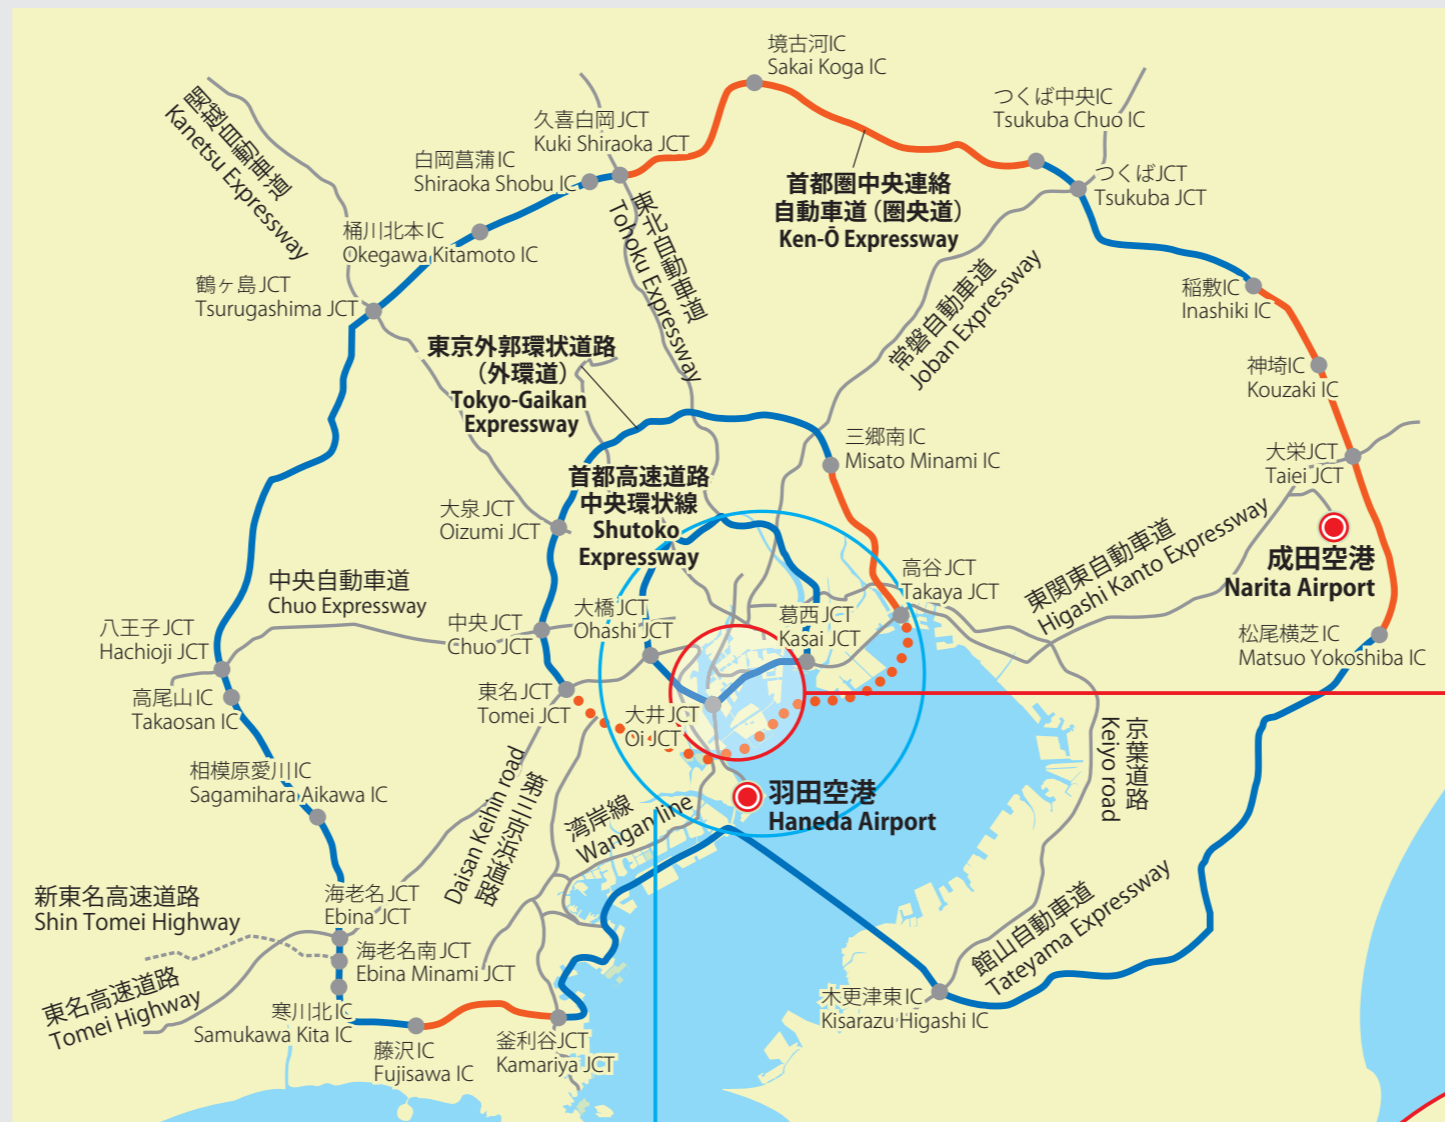 境古河IC
Sakai Koga IC
つくば中央IC
Tsukuba Chuo IC
関越自動車道
Kanetsu Expressway
久喜白岡JCT
Kuki Shiraoka JCT
白岡菖蒲IC
Shiraoka Shobu IC
つくばJCT
Tsukuba JCT
首都圏中央連絡
自動車道（圏央道）
Ken-Ō Expressway
東北自動車道
Tohoku Expressway
桶川北本IC
Okegawa Kitamoto IC
鶴ヶ島JCT
Tsurugashima JCT
稲敷IC
Inashiki IC
常磐自動車道
Joban Expressway
東京外郭環状道路
（外環道）
Tokyo-Gaikan
Expressway
神埼IC
Kouzaki IC
三郷南IC
Misato Minami IC
大栄JCT
Taiei JCT
首都高速道路
中央環状線
Shutoko
Expressway
大泉JCT
Oizumi JCT
成田空港
Narita Airport
東関東自動車道
Higashi Kanto Expressway
高谷JCT
Takaya JCT
中央自動車道
Chuo Expressway
大橋JCT
Ohashi JCT
葛西JCT
Kasai JCT
中央JCT
Chuo JCT
八王子JCT
Hachioji JCT
松尾横芝IC
Matsuo Yokoshiba IC
高尾山IC
Takaosan IC
東名JCT
Tomei JCT
大井JCT
Oi JCT
京葉道路
Keiyo road
相模原愛川IC
Sagamihara Aikawa IC
第三京浜道路
Daisan Keihin road
湾岸線
Wangan line
羽田空港
Haneda Airport
新東名高速道路
Shin Tomei Highway
海老名JCT
Ebina JCT
海老名南JCT
Ebina Minami JCT
館山自動車道
Tateyama Expressway
東名高速道路
Tomei Highway
寒川北IC
Samukawa Kita IC
木更津東IC
Kisarazu Higashi IC
藤沢IC
Fujisawa IC
釜利谷JCT
Kamariya JCT